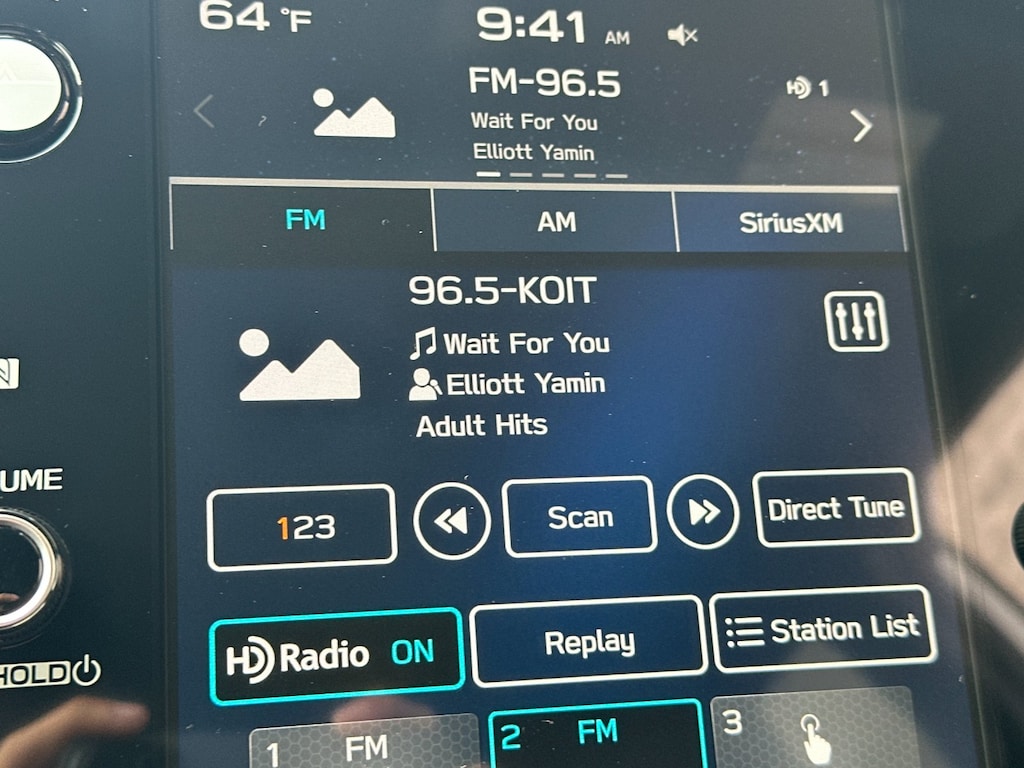 64 °F 9:41 AM
FM-96.5 HD 1
Wait For You
Elliott Yamin
FM AM SiriusXM
96.5-KOIT
Wait For You
Elliott Yamin
Adult Hits
UME
123 Scan Direct Tune
HD Radio ON Replay Station List
HOLD
1 FM 2 FM 3